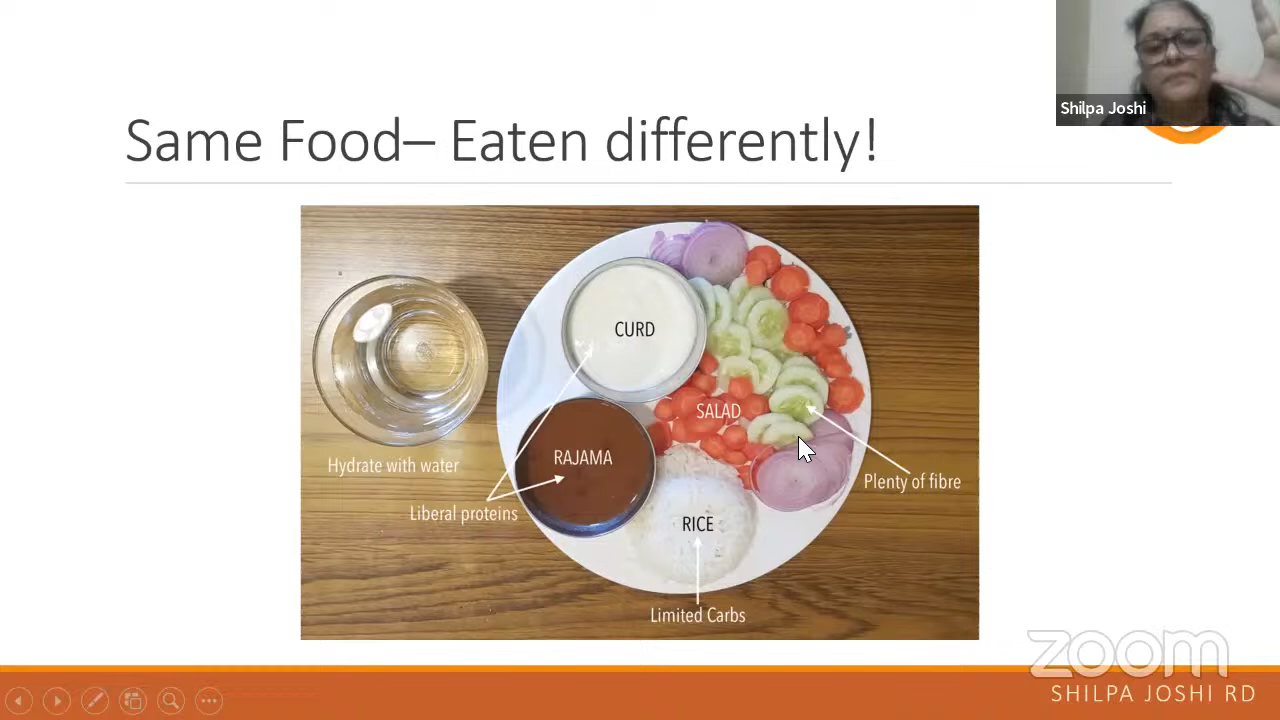 Shilpa Joshi
Same Food– Eaten differently!
CURD
SALAD
RAJAMA
Hydrate with water
Plenty of fibre
Liberal proteins
RICE
Limited Carbs
zoom
SHILPA JOSHI RD